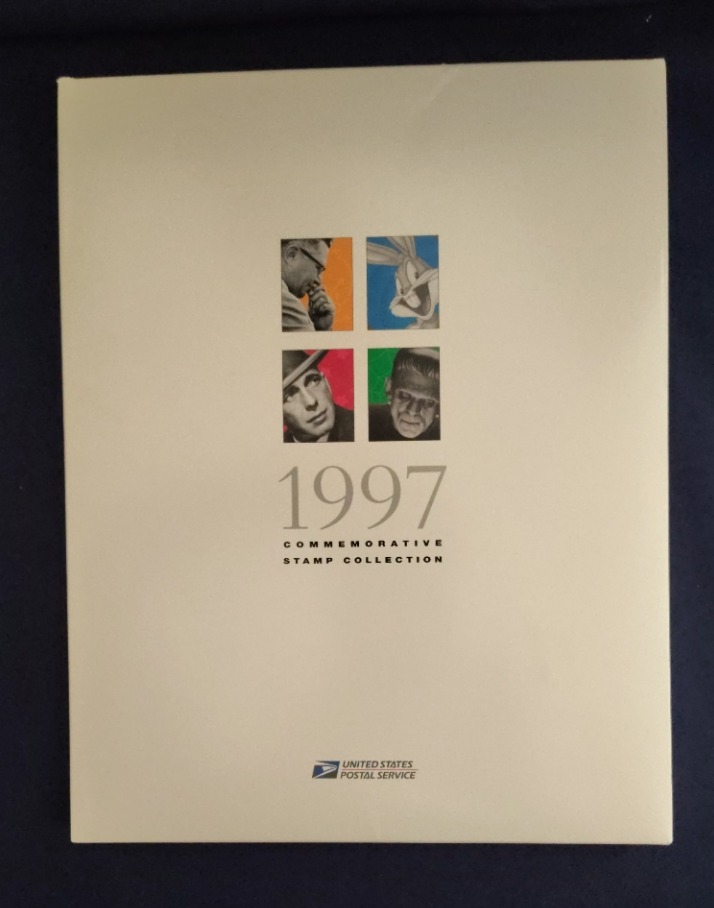 1997
COMMEMORATIVE
STAMP COLLECTION
UNITED STATES
POSTAL SERVICE